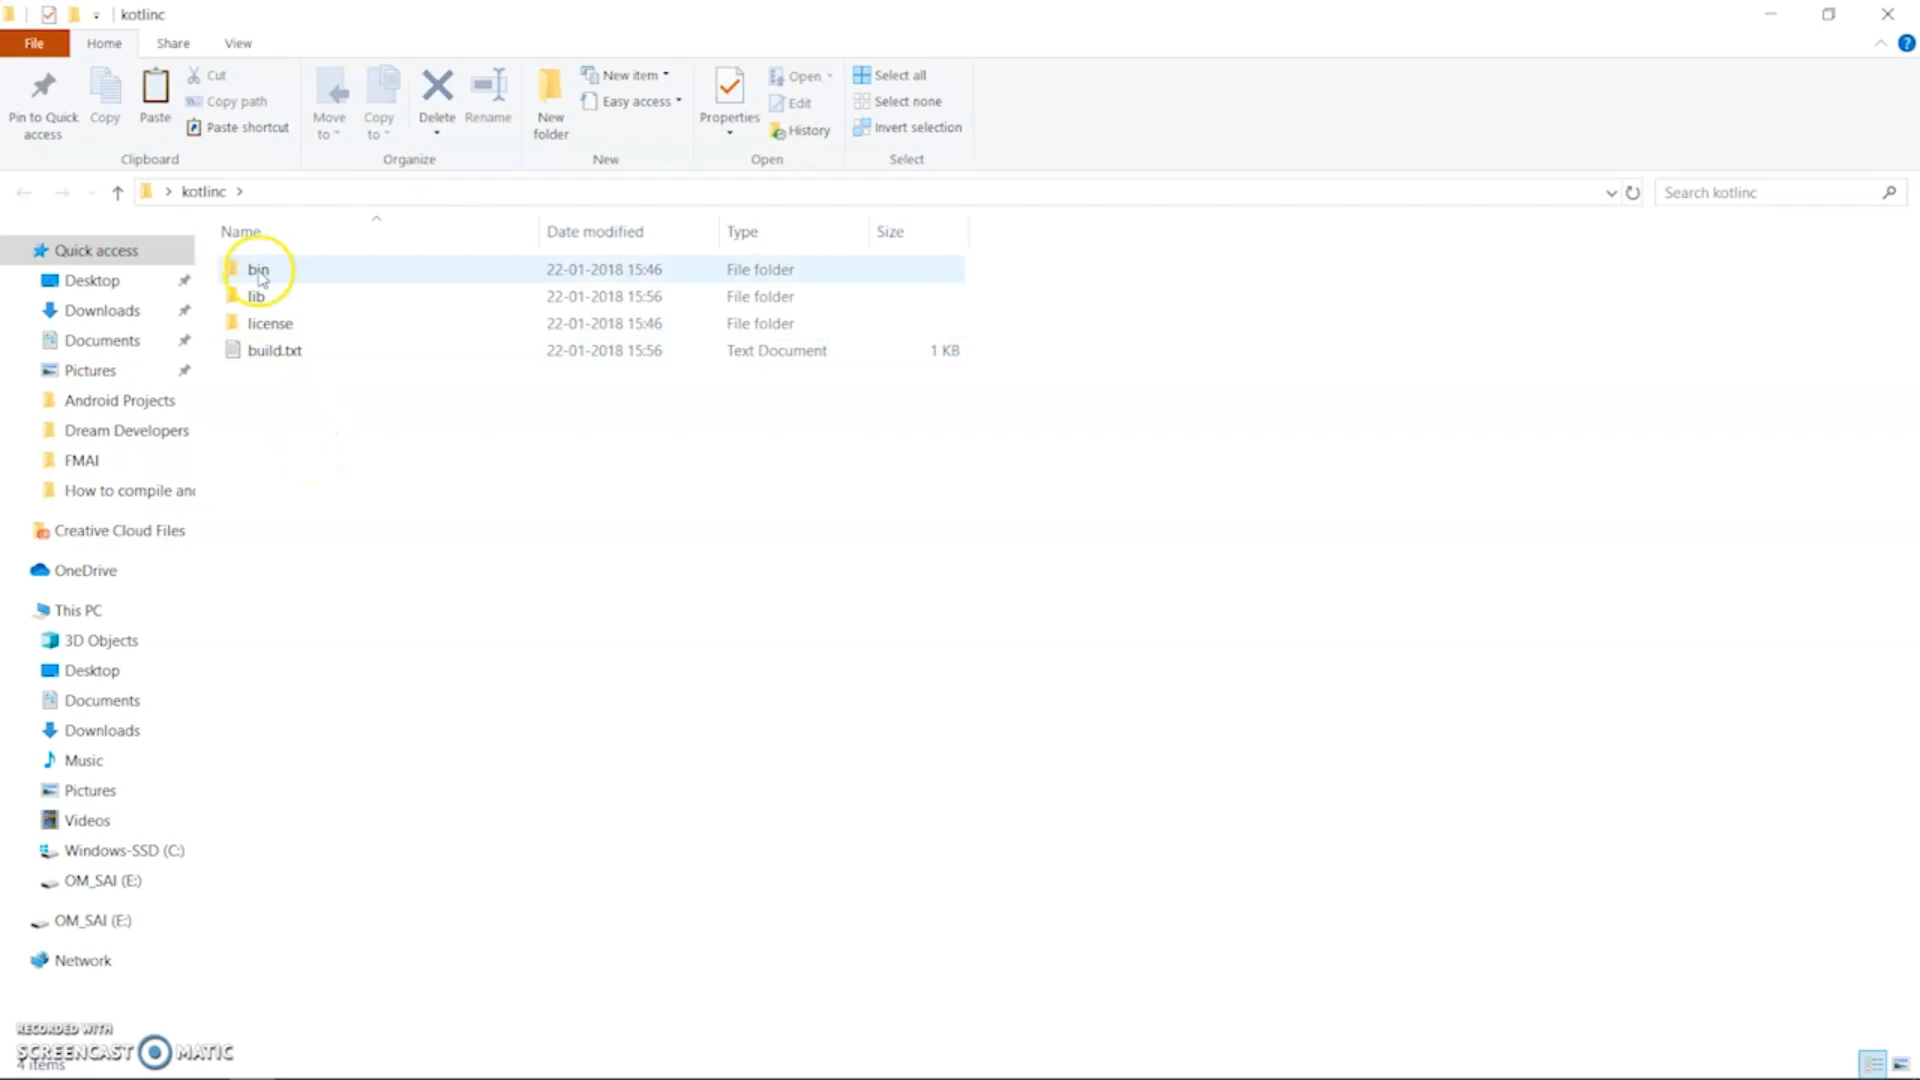 kotlinc
File
Home
Share
View
Pin to Quick access
Copy
Paste
Cut
Copy path
Paste shortcut
Clipboard
Move to
Copy to
Delete
Rename
Organize
New folder
New item
Easy access
New
Properties
Open
Edit
History
Open
Select all
Select none
Invert selection
Select
kotlinc
Search kotlinc
Name
Date modified
Type
Size
bin 22-01-2018 15:46 File folder
lib 22-01-2018 15:56 File folder
license 22-01-2018 15:46 File folder
build.txt 22-01-2018 15:56 Text Document 1 KB
Quick access
Desktop
Downloads
Documents
Pictures
Android Projects
Dream Developers
FMAI
How to compile and
Creative Cloud Files
OneDrive
This PC
3D Objects
Desktop
Documents
Downloads
Music
Pictures
Videos
Windows-SSD (C:)
OM_SAI (E:)
OM_SAI (E:)
Network
RECORDED WITH
SCREENCAST MATIC
4 items